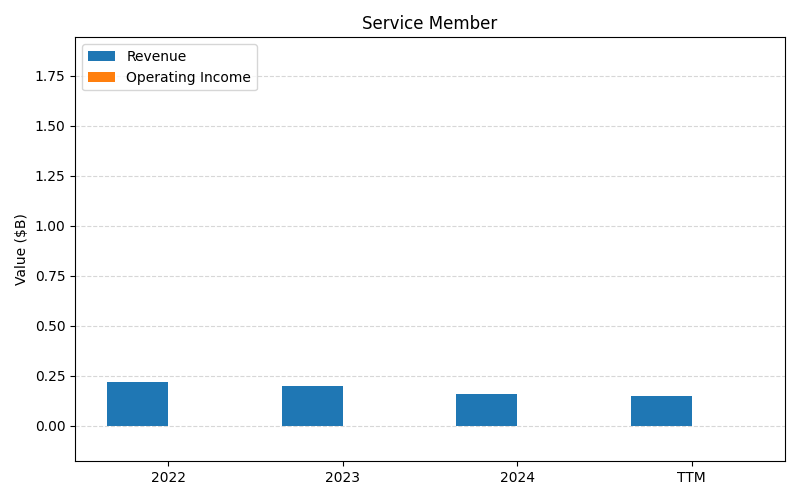 Service Member
Revenue
Operating Income
1.75
1.50
1.25
1.00
0.75
0.50
0.25
0.00
Value ($B)
2022 2023 2024 TTM